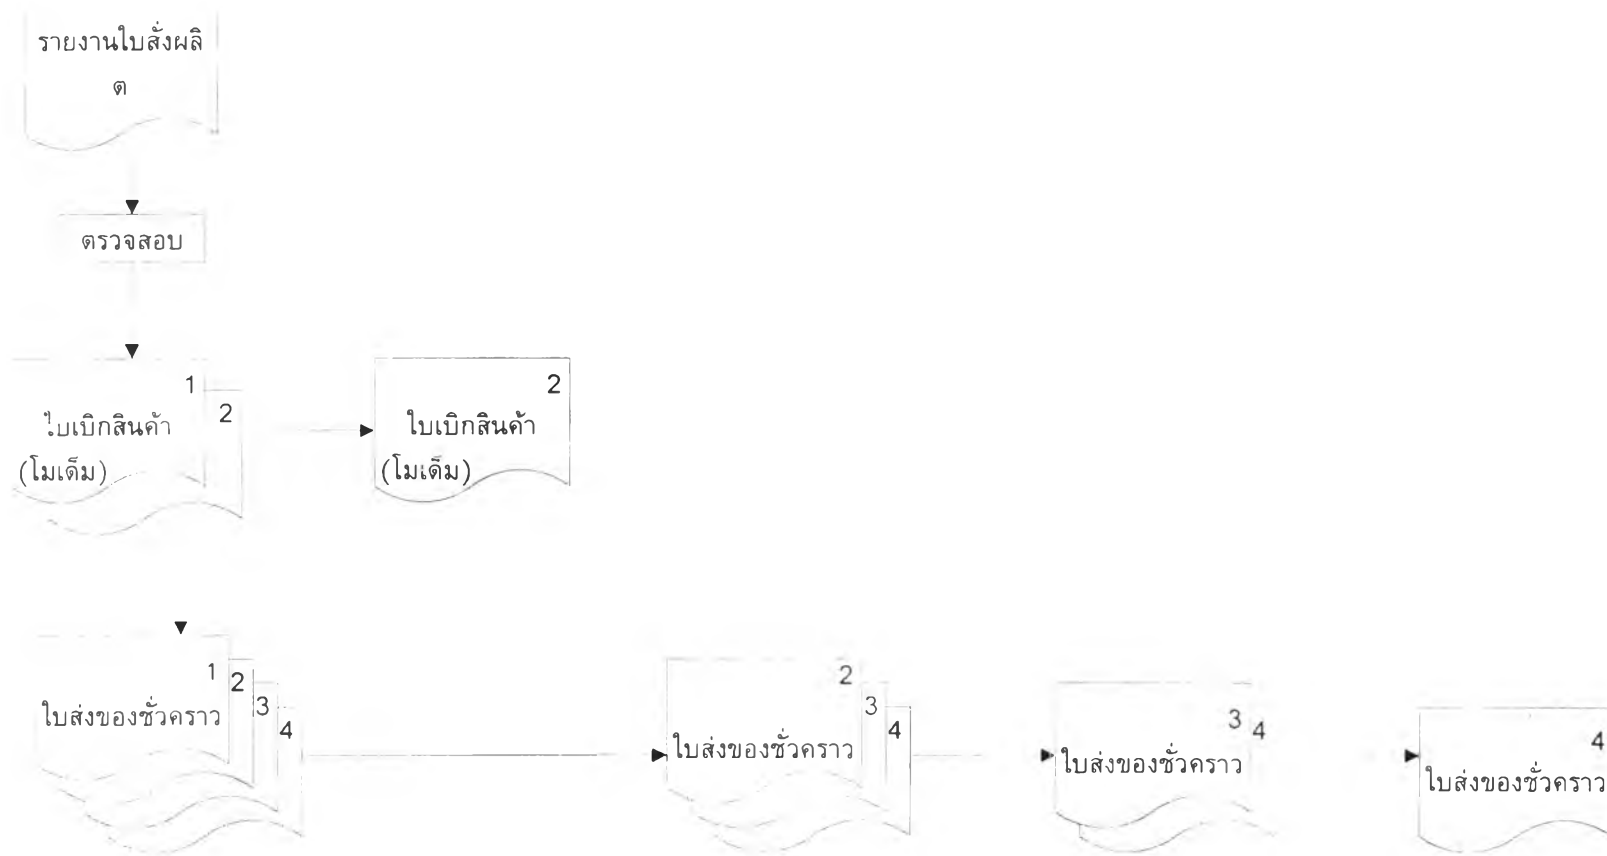 รายงานใบสั่งผลิ
ต
ตรวจสอบ
1
2
ใบเบิกสินค้า
(โมเด็ม)
2
ใบเบิกสินค้า
(โมเด็ม)
1
2
3
4
ใบส่งของชั่วคราว
2
3
4
ใบส่งของชั่วคราว
3
4
ใบส่งของชั่วคราว
4
ใบส่งของชั่วคราว